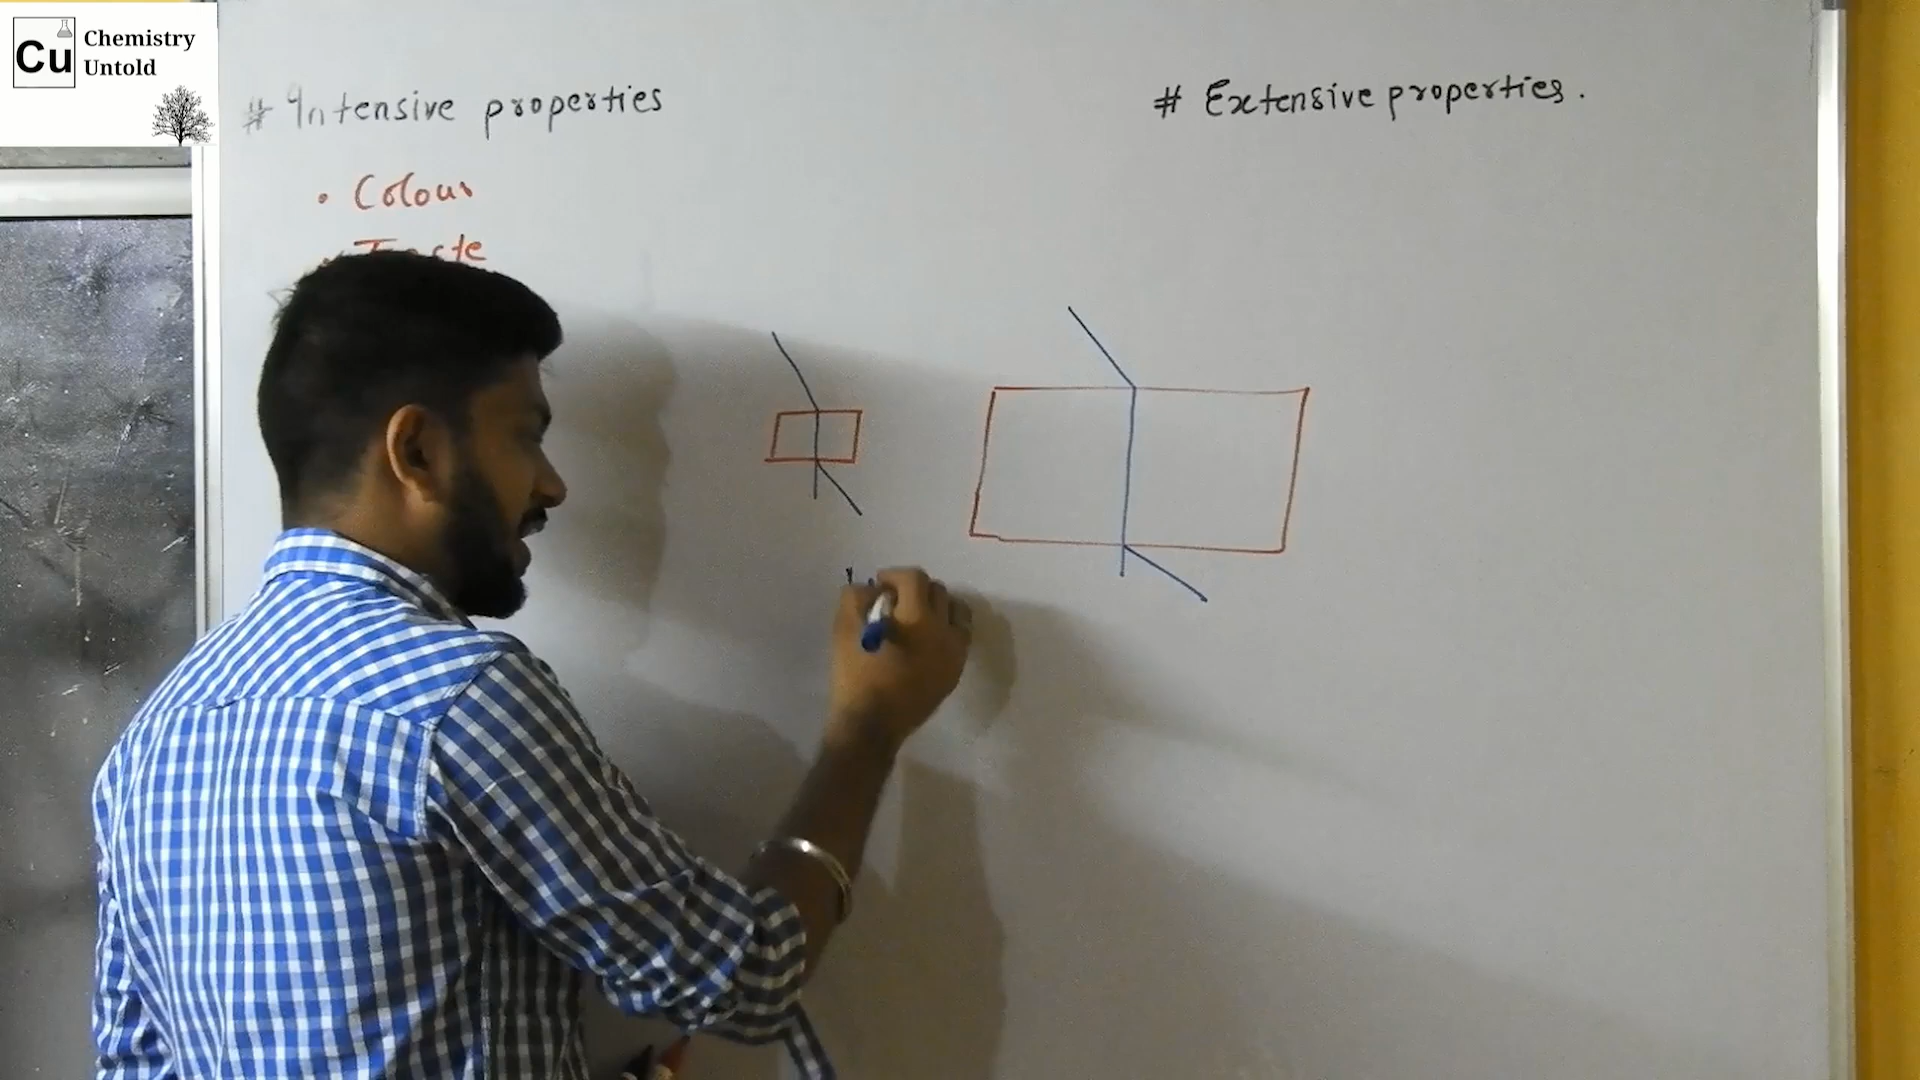 Cu
Chemistry
Untold
# Intensive properties
# Extensive properties.
• Colour
• Taste